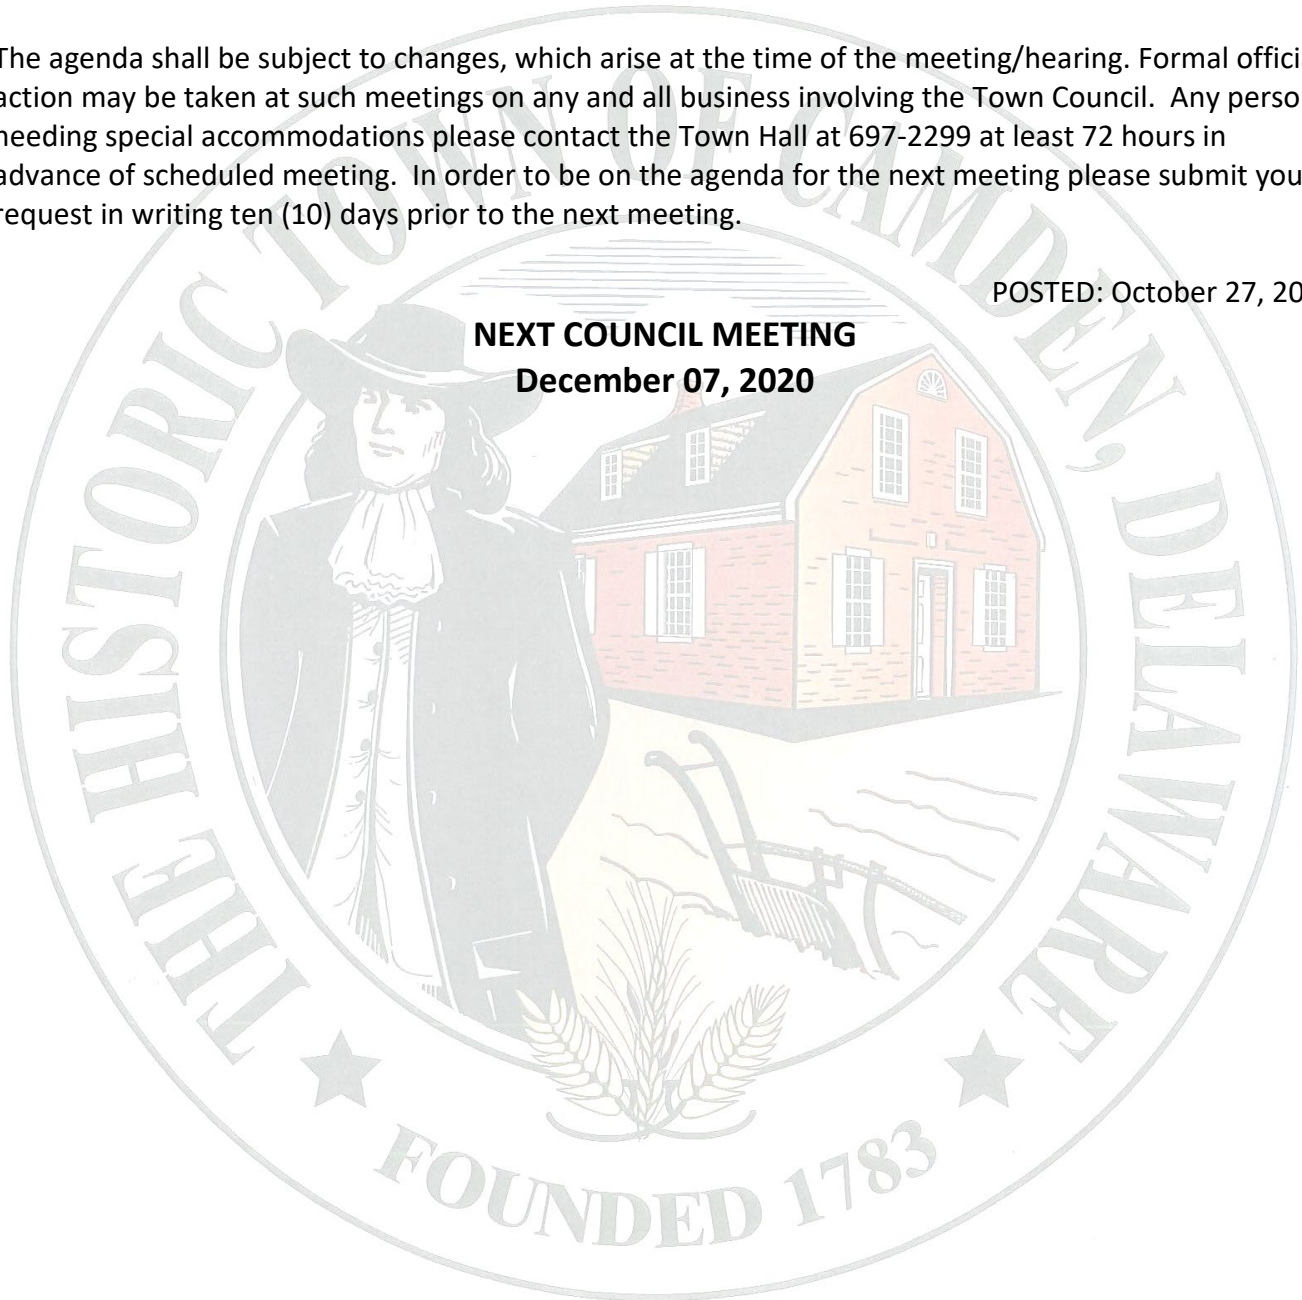 The agenda shall be subject to changes, which arise at the time of the meeting/hearing. Formal offici
action may be taken at such meetings on any and all business involving the Town Council. Any perso
needing special accommodations please contact the Town Hall at 697-2299 at least 72 hours in
advance of scheduled meeting. In order to be on the agenda for the next meeting please submit you
request in writing ten (10) days prior to the next meeting.
POSTED: October 27, 20
NEXT COUNCIL MEETING
December 07, 2020
THE HISTORIC TOWN OF CAMDEN, DELAWARE
FOUNDED 1783